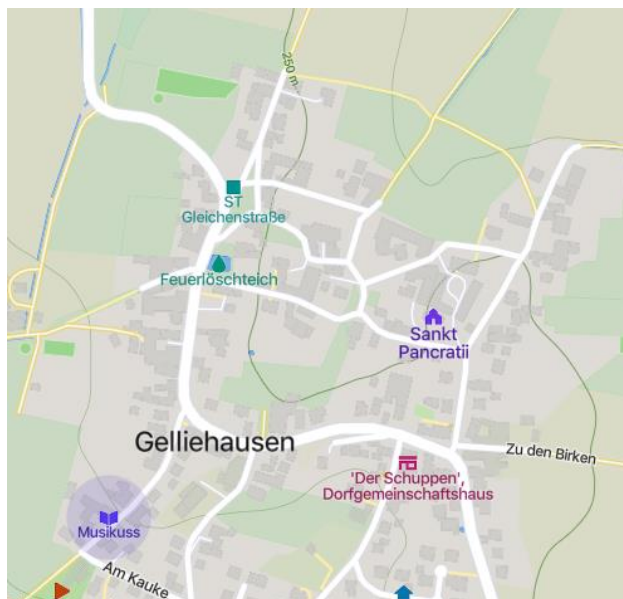 250 m...
ST
Gleichenstraße
Feuerlöschteich
Sankt
Pancratii
Gelliehausen
Zu den Birken
'Der Schuppen',
Dorfgemeinschaftshaus
Musikuss
Am Kauke